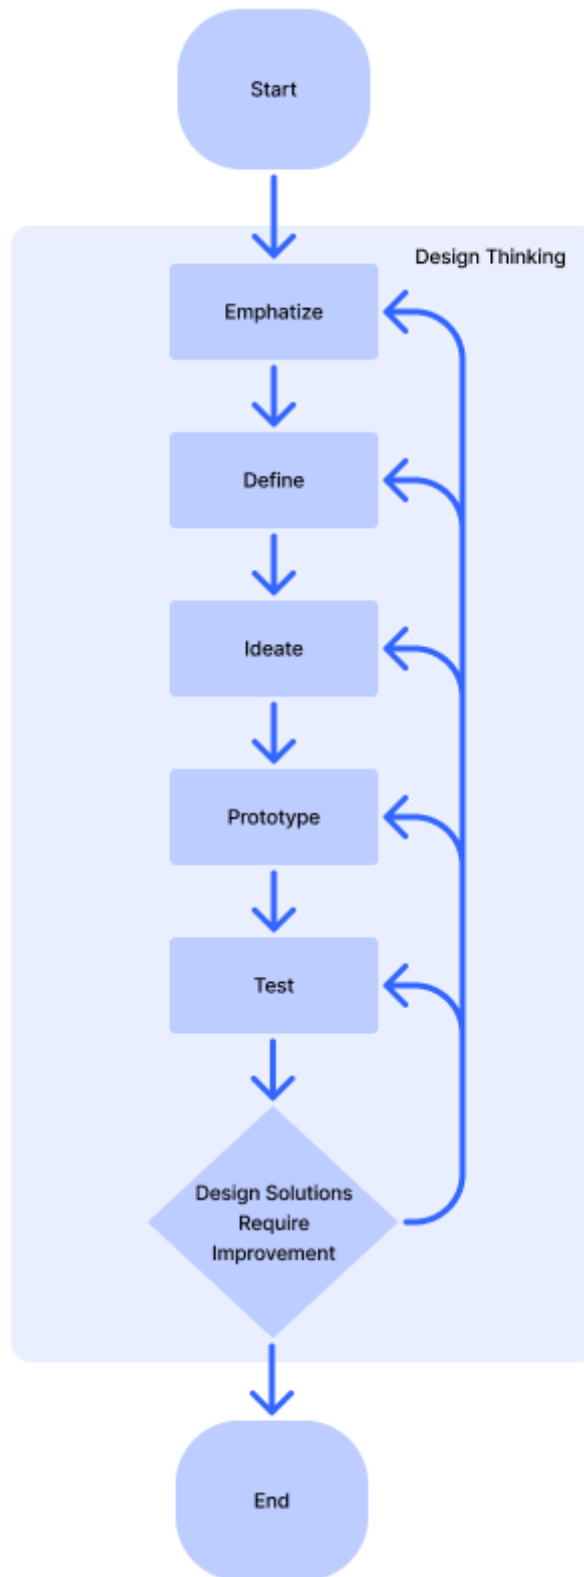 Start
Design Thinking
Emphatize
Define
Ideate
Prototype
Test
Design Solutions
Require
Improvement
End